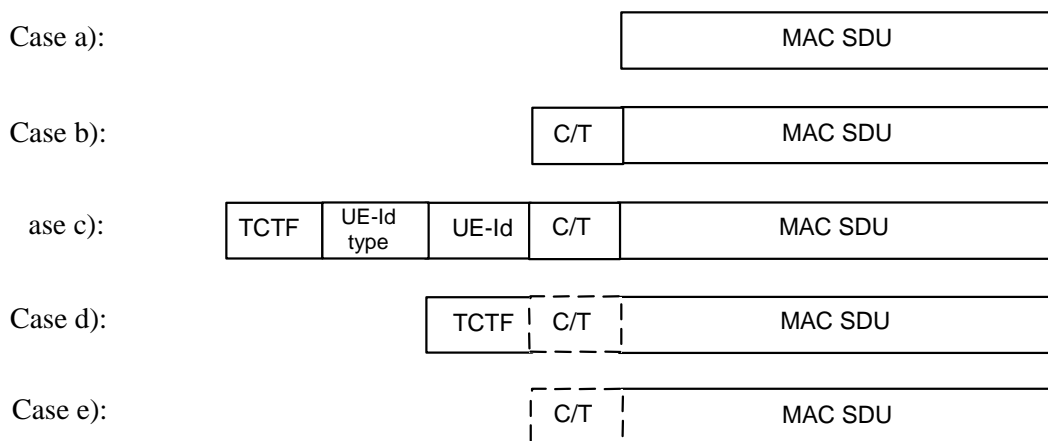 Case a): MAC SDU
Case b): C/T MAC SDU
ase c): TCTF UE-Id type UE-Id C/T MAC SDU
Case d): TCTF C/T MAC SDU
Case e): C/T MAC SDU